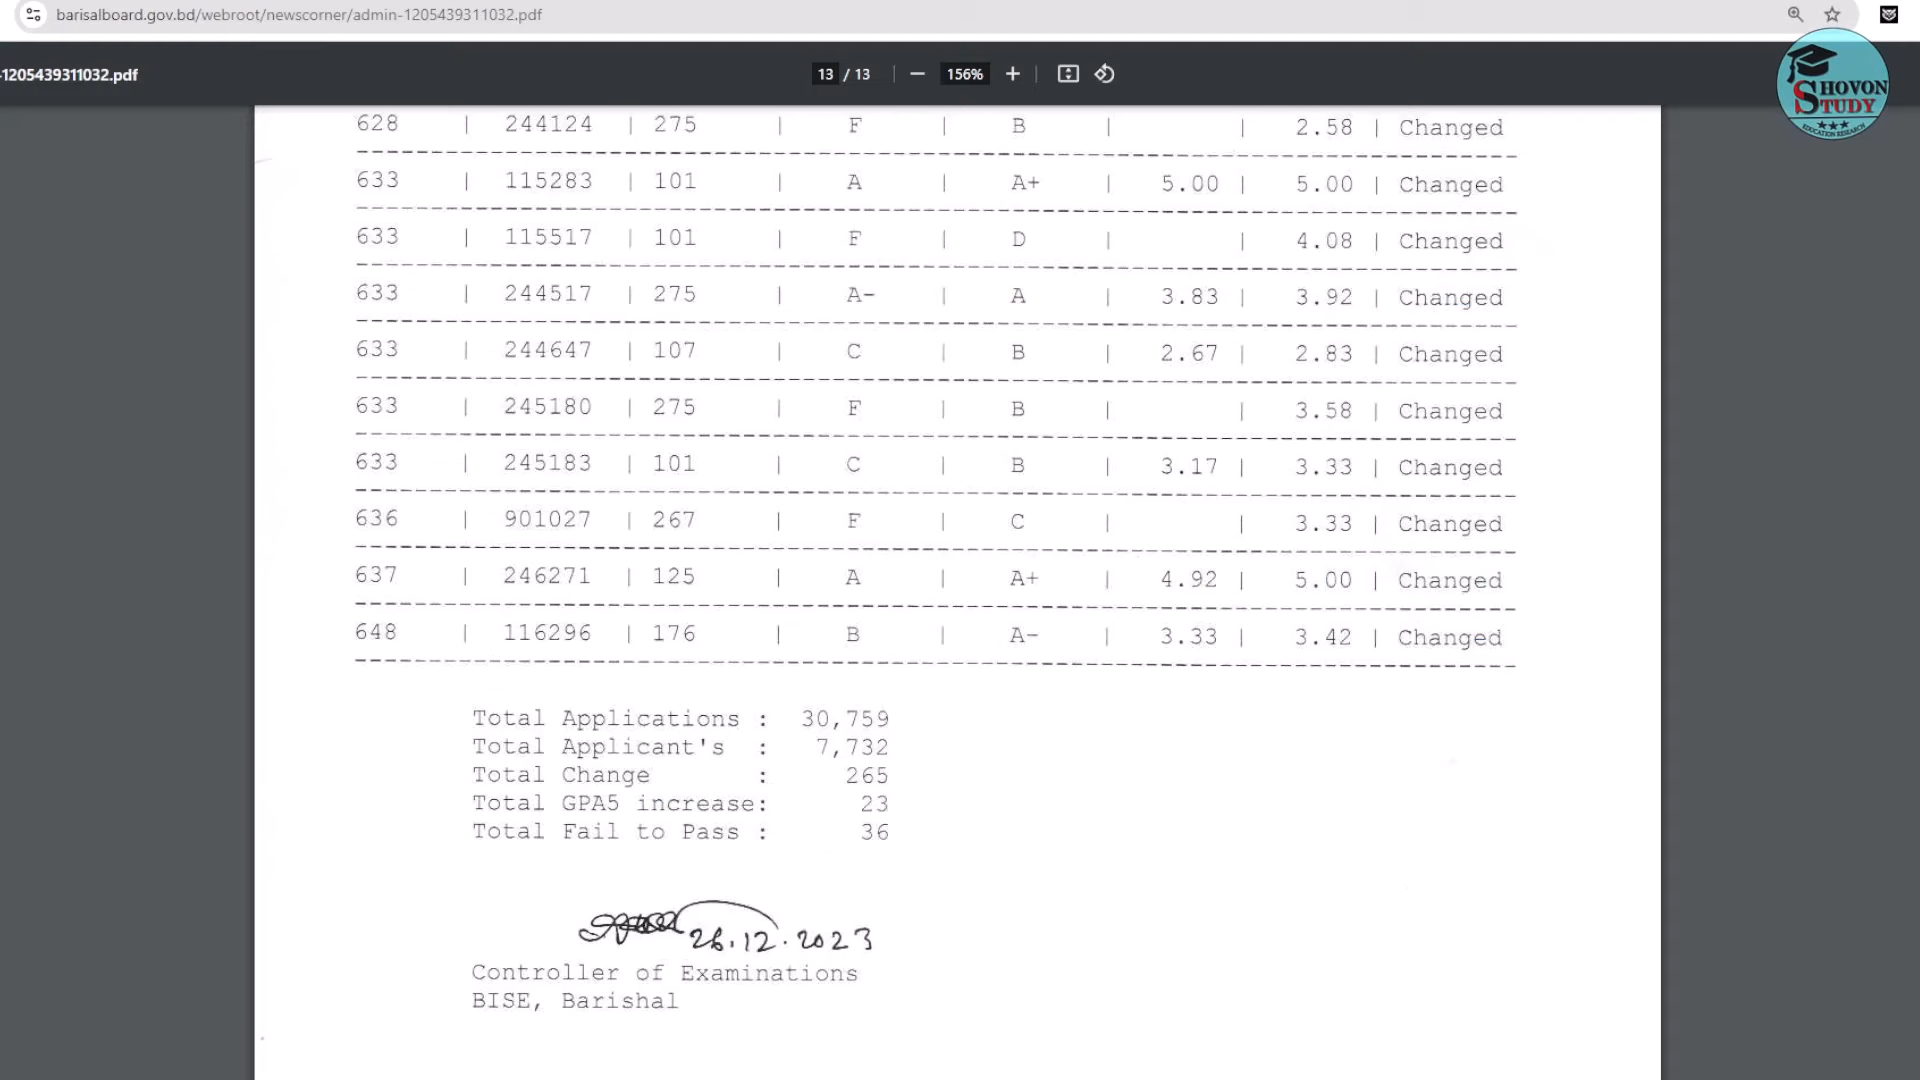 barisalboard.gov.bd/webroot/newscorner/admin-1205439311032.pdf
-1205439311032.pdf
13 / 13 | − 156% +
SHOVON
STUDY
EDUCATION RESEARCH
628 | 244124 | 275 | F | B | | 2.58 | Changed
633 | 115283 | 101 | A | A+ | 5.00 | 5.00 | Changed
633 | 115517 | 101 | F | D | | 4.08 | Changed
633 | 244517 | 275 | A- | A | 3.83 | 3.92 | Changed
633 | 244647 | 107 | C | B | 2.67 | 2.83 | Changed
633 | 245180 | 275 | F | B | | 3.58 | Changed
633 | 245183 | 101 | C | B | 3.17 | 3.33 | Changed
636 | 901027 | 267 | F | C | | 3.33 | Changed
637 | 246271 | 125 | A | A+ | 4.92 | 5.00 | Changed
648 | 116296 | 176 | B | A- | 3.33 | 3.42 | Changed
Total Applications : 30,759
Total Applicant's : 7,732
Total Change : 265
Total GPA5 increase: 23
Total Fail to Pass : 36
26.12.2023
Controller of Examinations
BISE, Barishal